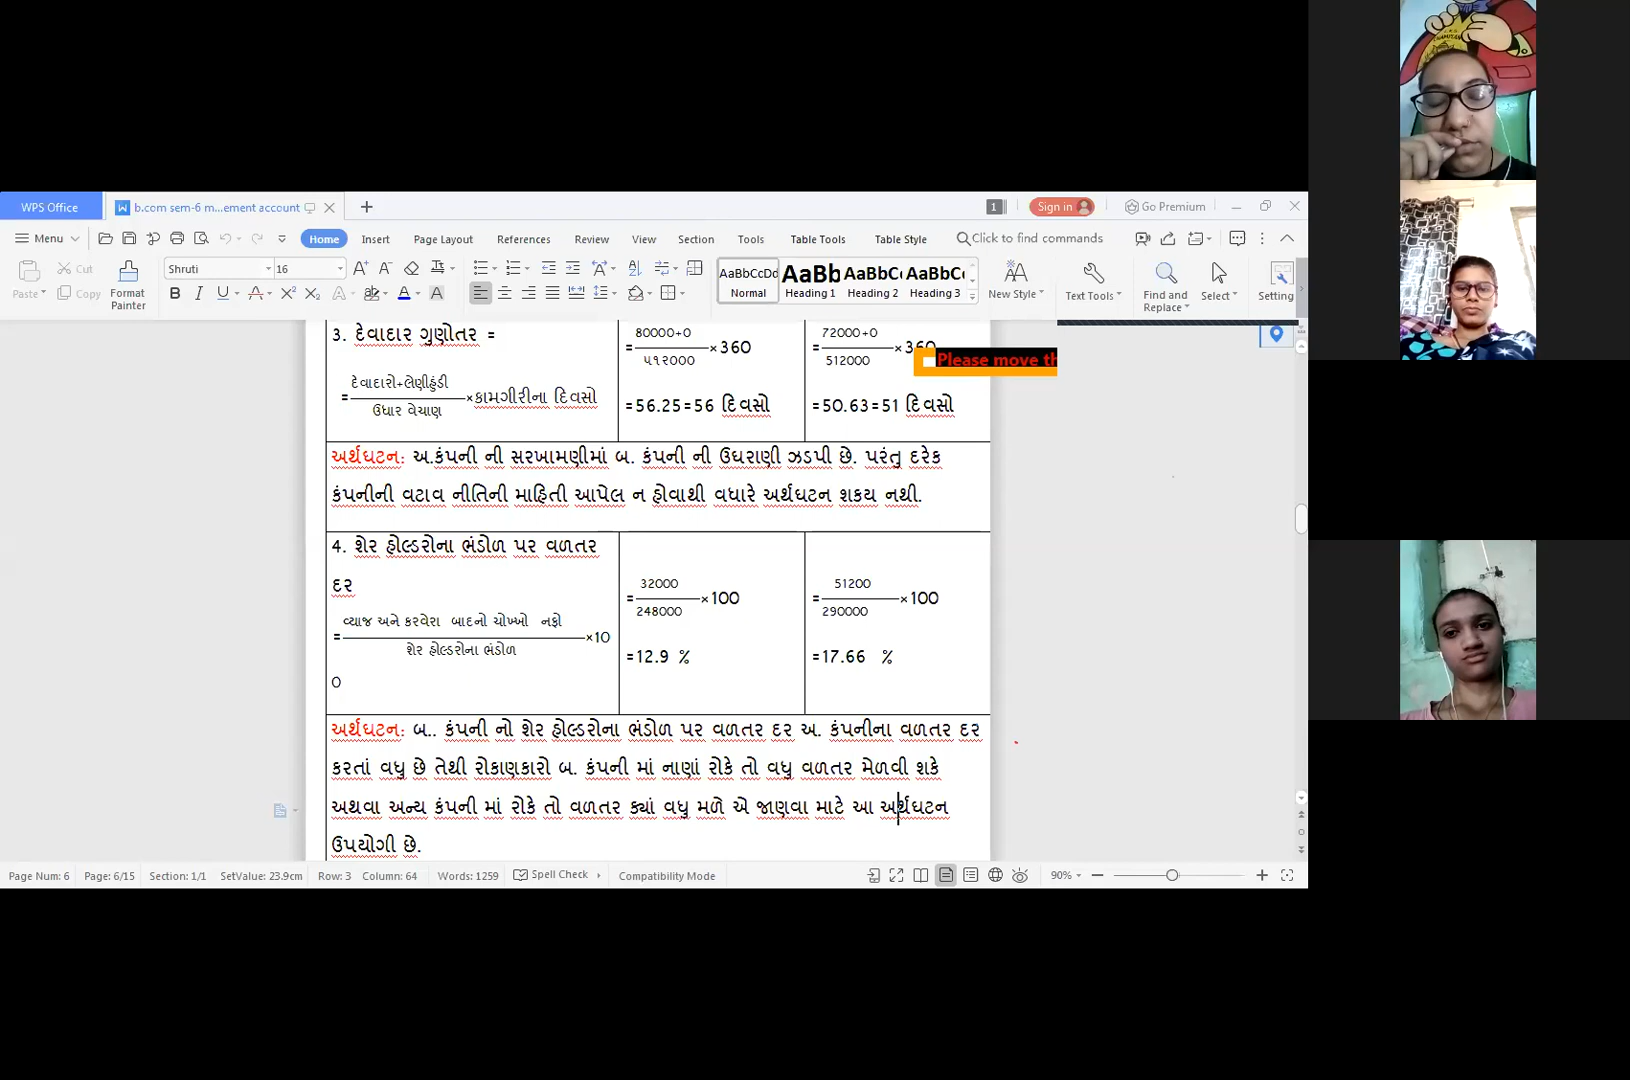 WPS Office
b.com sem-6 m...ement account
1
Sign in
Go Premium
Menu
Home
Insert
Page Layout
References
Review
View
Section
Tools
Table Tools
Table Style
Click to find commands
Paste
Cut
Copy
Format Painter
Shruti
16
AaBbCcDd
Normal
AaBb
Heading 1
AaBbC
Heading 2
AaBbC
Heading 3
New Style
Text Tools
Find and Replace
Select
Setting
3. દેવાદાર ગુણોતર =
=દેવાદારો+લેણીહુંડી
ઉધાર વેચાણ
×કામગીરીના દિવસો
=80000+0
૫૧૨૦૦૦
×360
=56.25=56 દિવસો
=72000+0
512000
×360
=50.63=51 દિવસો
Please move th
અર્થઘટન: અ.કંપની ની સરખામણીમાં બ. કંપની ની ઉઘરાણી ઝડપી છે. પરંતુ દરેક
કંપનીની વટાવ નીતિની માહિતી આપેલ ન હોવાથી વધારે અર્થઘટન શકય નથી.
4. શેર હોલ્ડરોના ભંડોળ પર વળતર
દર
=વ્યાજ અને કરવેરા બાદનો ચોખ્ખો નફો
શેર હોલ્ડરોના ભંડોળ
×10
0
=32000
248000
×100
=12.9 %
=51200
290000
×100
=17.66 %
અર્થઘટન: બ.. કંપની નો શેર હોલ્ડરોના ભંડોળ પર વળતર દર અ. કંપનીના વળતર દર
કરતાં વધુ છે તેથી રોકાણકારો બ. કંપની માં નાણાં રોકે તો વધુ વળતર મેળવી શકે
અથવા અન્ય કંપની માં રોકે તો વળતર ક્યાં વધુ મળે એ જાણવા માટે આ અર્થઘટન
ઉપયોગી છે.
Page Num: 6
Page: 6/15
Section: 1/1
SetValue: 23.9cm
Row: 3
Column: 64
Words: 1259
Spell Check
Compatibility Mode
90%